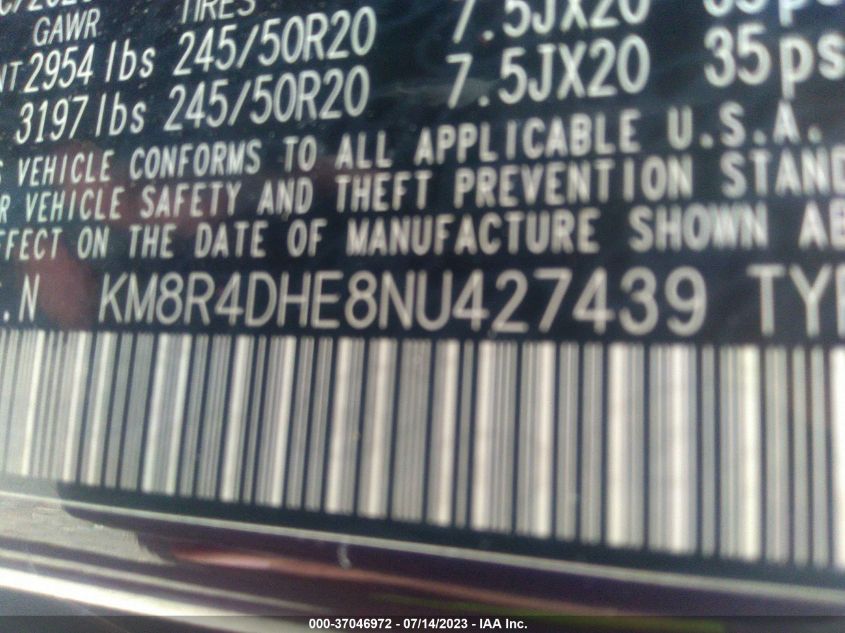 GAWR TIRES
2954 lbs 245/50R20 7.5JX20 35ps
3197 lbs 245/50R20 7.5JX20 35ps
VEHICLE CONFORMS TO ALL APPLICABLE U.S.A.
VEHICLE SAFETY AND THEFT PREVENTION STAND
FFECT ON THE DATE OF MANUFACTURE SHOWN AB
.N KM8R4DHE8NU427439 TYP
000-37046972 - 07/14/2023 - IAA Inc.